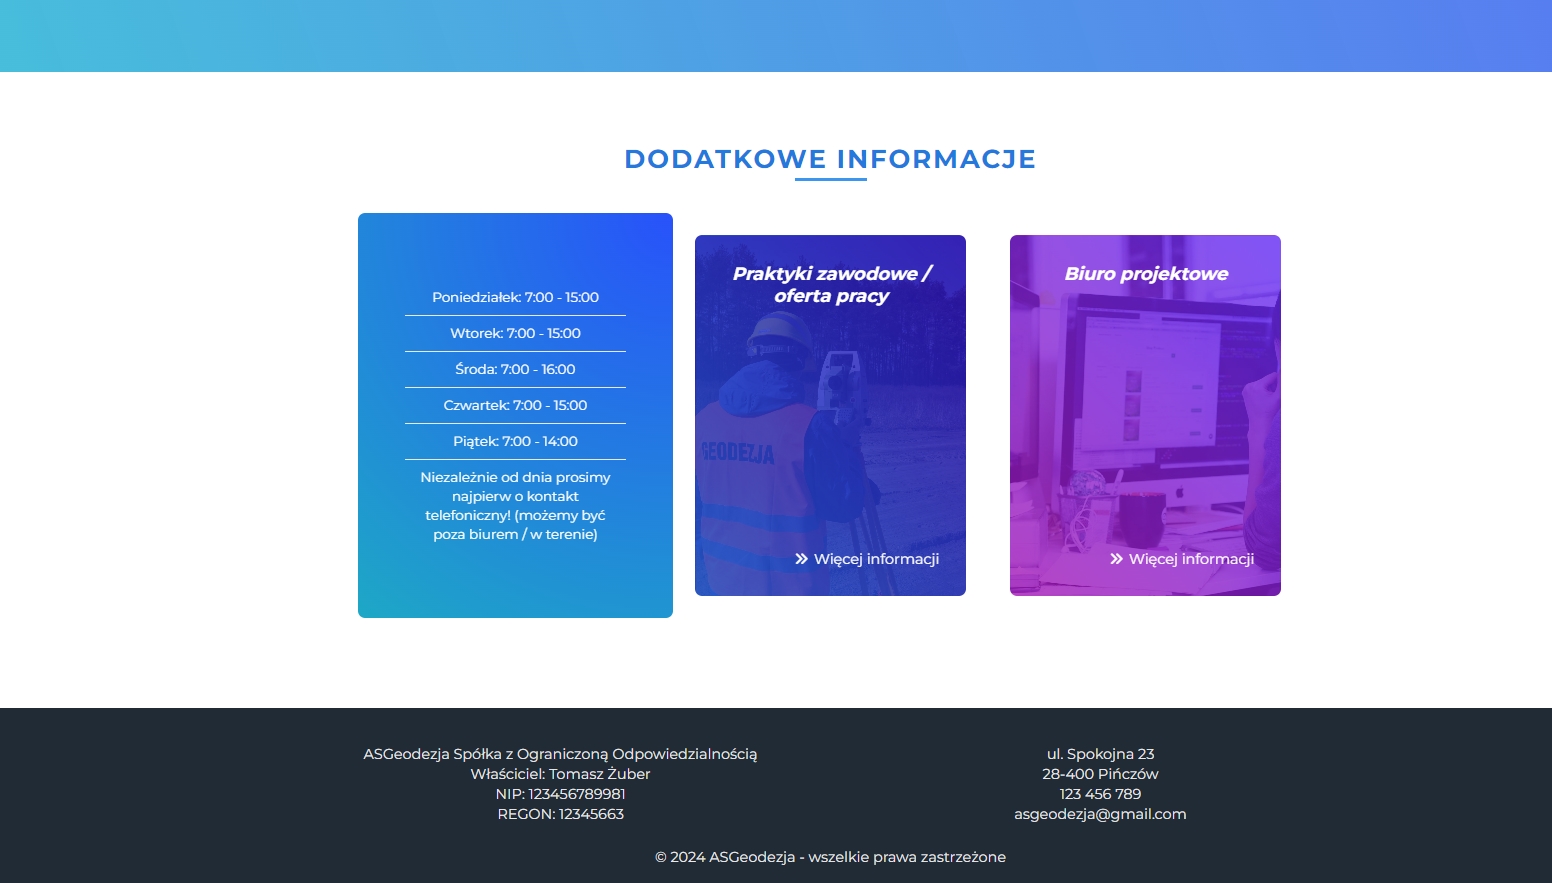 DODATKOWE INFORMACJE
Poniedziałek: 7:00 - 15:00
Wtorek: 7:00 - 15:00
Środa: 7:00 - 16:00
Czwartek: 7:00 - 15:00
Piątek: 7:00 - 14:00
Niezależnie od dnia prosimy
najpierw o kontakt
telefoniczny! (możemy być
poza biurem / w terenie)
Praktyki zawodowe /
oferta pracy
GEODEZJA
Więcej informacji
Biuro projektowe
Więcej informacji
ASGeodezja Spółka z Ograniczoną Odpowiedzialnością
Właściciel: Tomasz Żuber
NIP: 123456789981
REGON: 12345663
ul. Spokojna 23
28-400 Pińczów
123 456 789
asgeodezja@gmail.com
© 2024 ASGeodezja - wszelkie prawa zastrzeżone